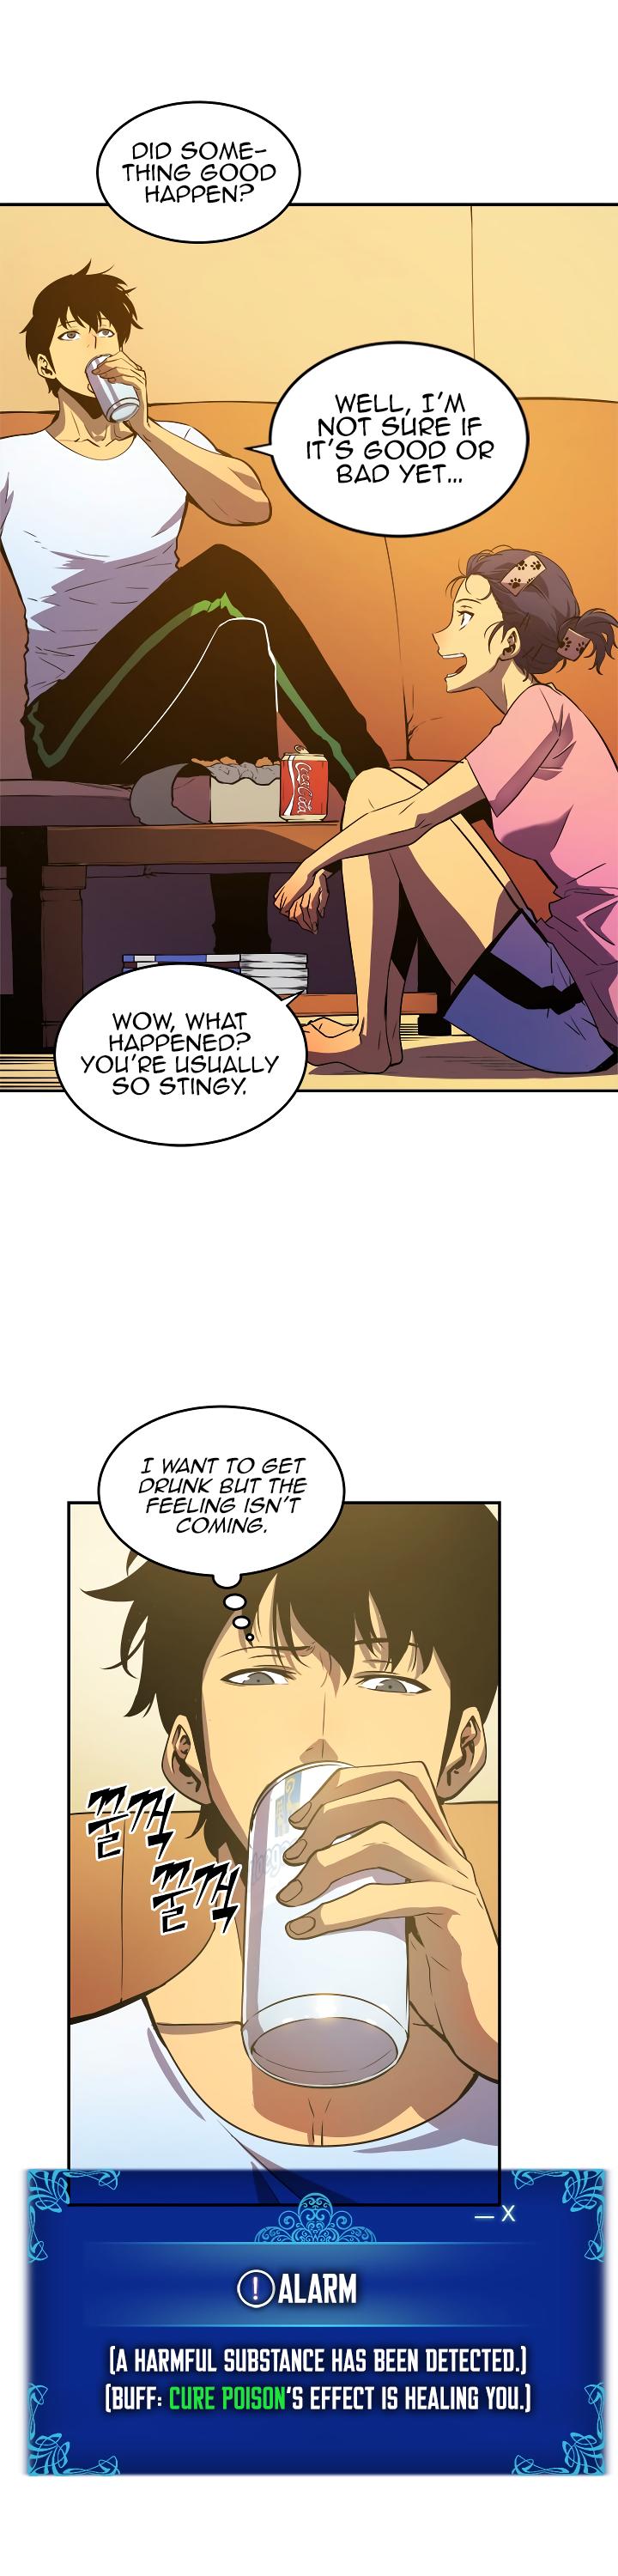 DID SOME-
THING GOOD
HAPPEN?
WELL, I'M
NOT SURE IF
IT'S GOOD OR
BAD YET...
WOW, WHAT
HAPPENED?
YOU'RE USUALLY
SO STINGY.
I WANT TO GET
DRUNK BUT THE
FEELING ISN'T
COMING.
꿀꺽
꿀꺽
— X
! ALARM
[A HARMFUL SUBSTANCE HAS BEEN DETECTED.]
[BUFF: CURE POISON'S EFFECT IS HEALING YOU.]